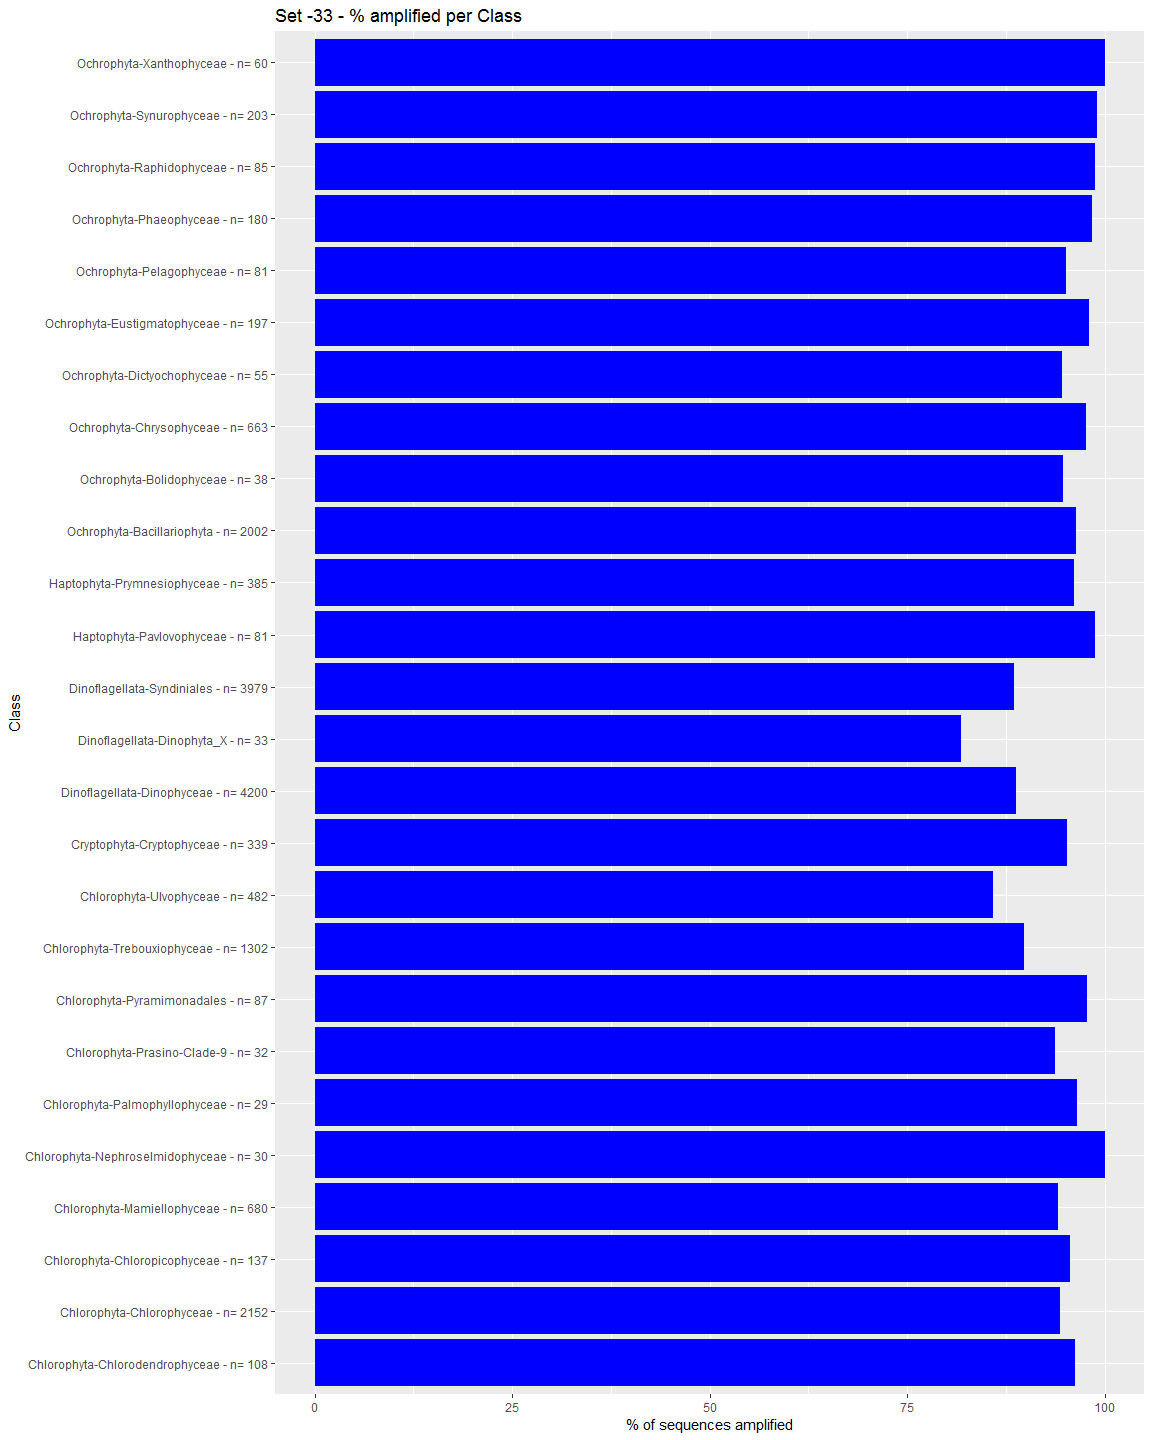 Set -33 - % amplified per Class
Ochrophyta-Xanthophyceae - n= 60
Ochrophyta-Synurophyceae - n= 203
Ochrophyta-Raphidophyceae - n= 85
Ochrophyta-Phaeophyceae - n= 180
Ochrophyta-Pelagophyceae - n= 81
Ochrophyta-Eustigmatophyceae - n= 197
Ochrophyta-Dictyochophyceae - n= 55
Ochrophyta-Chrysophyceae - n= 663
Ochrophyta-Bolidophyceae - n= 38
Ochrophyta-Bacillariophyta - n= 2002
Haptophyta-Prymnesiophyceae - n= 385
Haptophyta-Pavlovophyceae - n= 81
Dinoflagellata-Syndiniales - n= 3979
Dinoflagellata-Dinophyta_X - n= 33
Dinoflagellata-Dinophyceae - n= 4200
Cryptophyta-Cryptophyceae - n= 339
Chlorophyta-Ulvophyceae - n= 482
Chlorophyta-Trebouxiophyceae - n= 1302
Chlorophyta-Pyramimonadales - n= 87
Chlorophyta-Prasino-Clade-9 - n= 32
Chlorophyta-Palmophyllophyceae - n= 29
Chlorophyta-Nephroselmidophyceae - n= 30
Chlorophyta-Mamiellophyceae - n= 680
Chlorophyta-Chloropicophyceae - n= 137
Chlorophyta-Chlorophyceae - n= 2152
Chlorophyta-Chlorodendrophyceae - n= 108
Class
0 25 50 75 100
% of sequences amplified